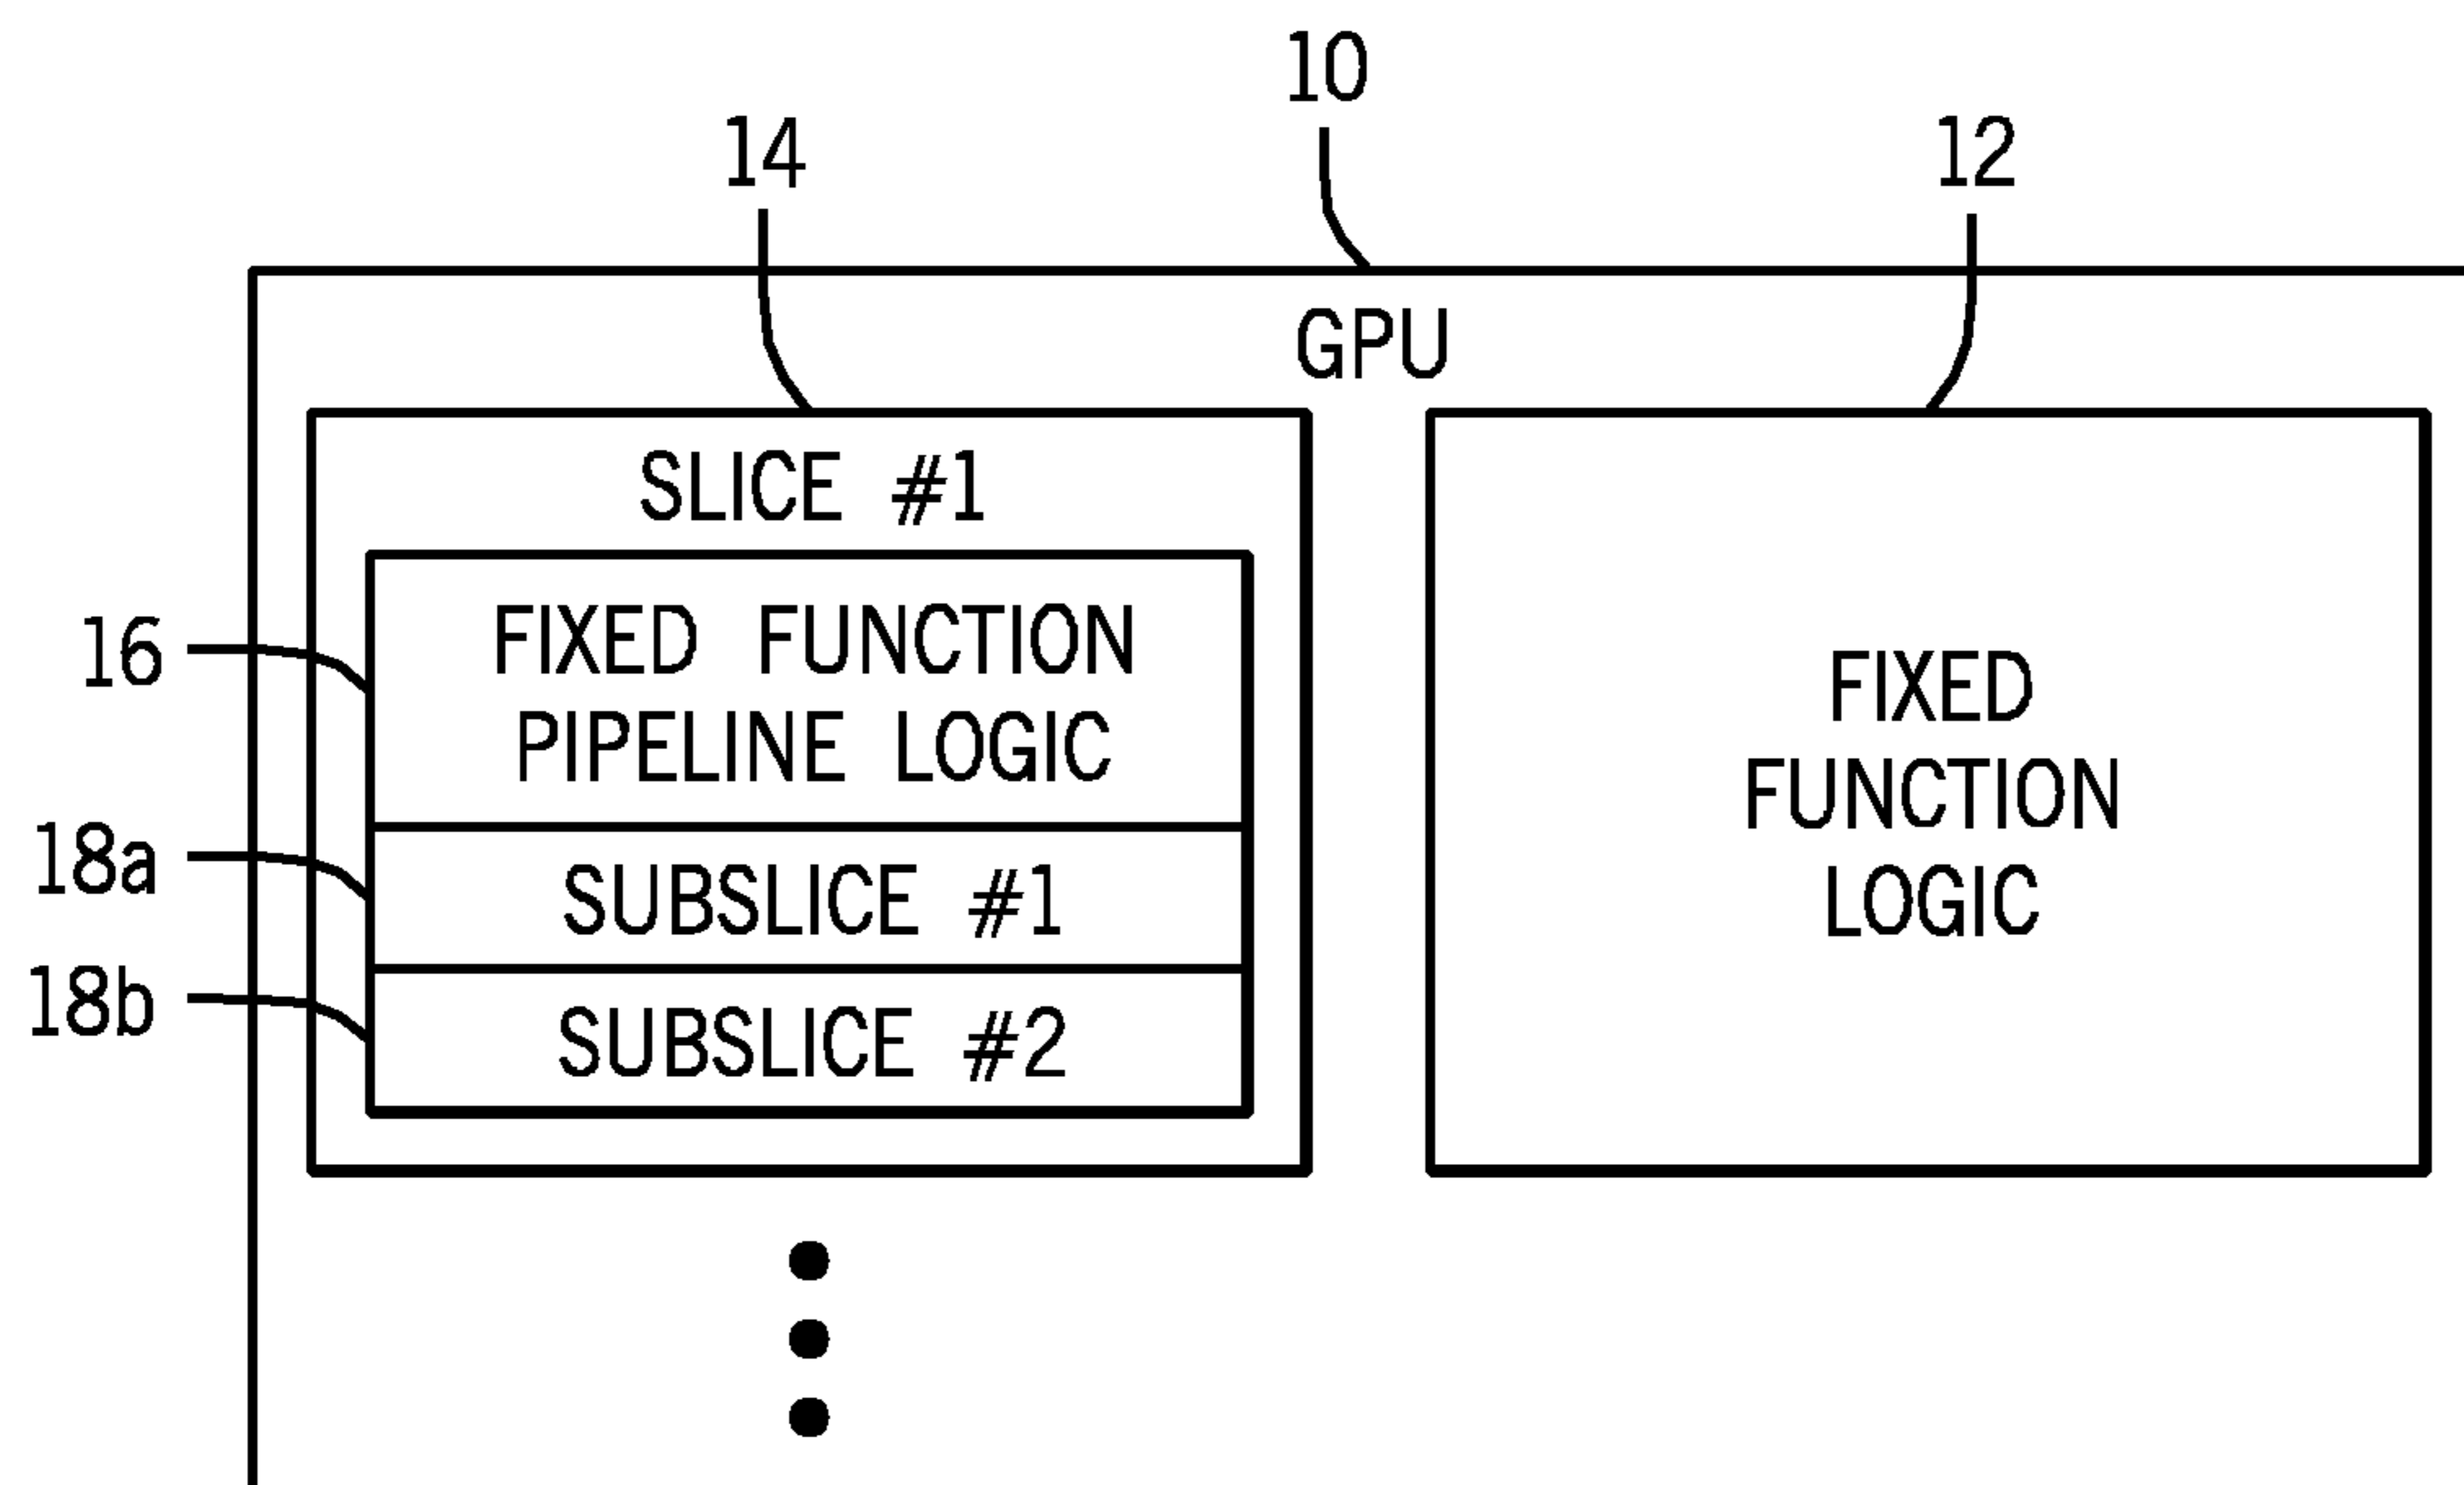 10
14
12
GPU
SLICE #1
FIXED FUNCTION
PIPELINE LOGIC
16
18a
SUBSLICE #1
18b
SUBSLICE #2
FIXED
FUNCTION
LOGIC